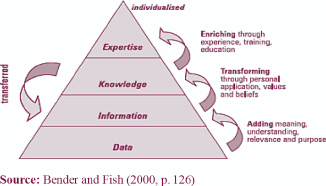 individualised
Enriching through
experience, training,
education
Expertise
transferred
Transforming
through personal
application, values
and beliefs
Knowledge
Information
Adding meaning,
understanding,
relevance and purpose
Data
Source: Bender and Fish (2000, p. 126)